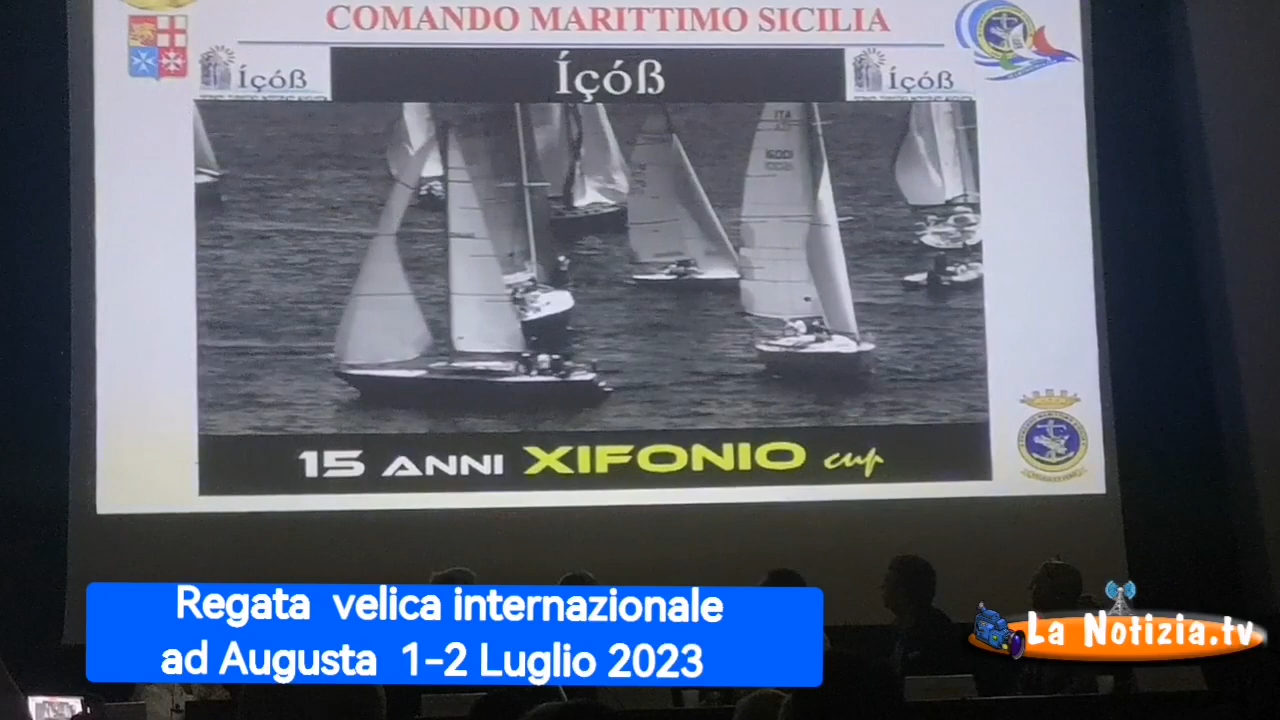 COMANDO MARITTIMO SICILIA
Íçóß
Íçóß
Íçóß
ITA
15 ANNI XIFONIO cup
Regata velica internazionale
ad Augusta 1-2 Luglio 2023
La Notizia.tv